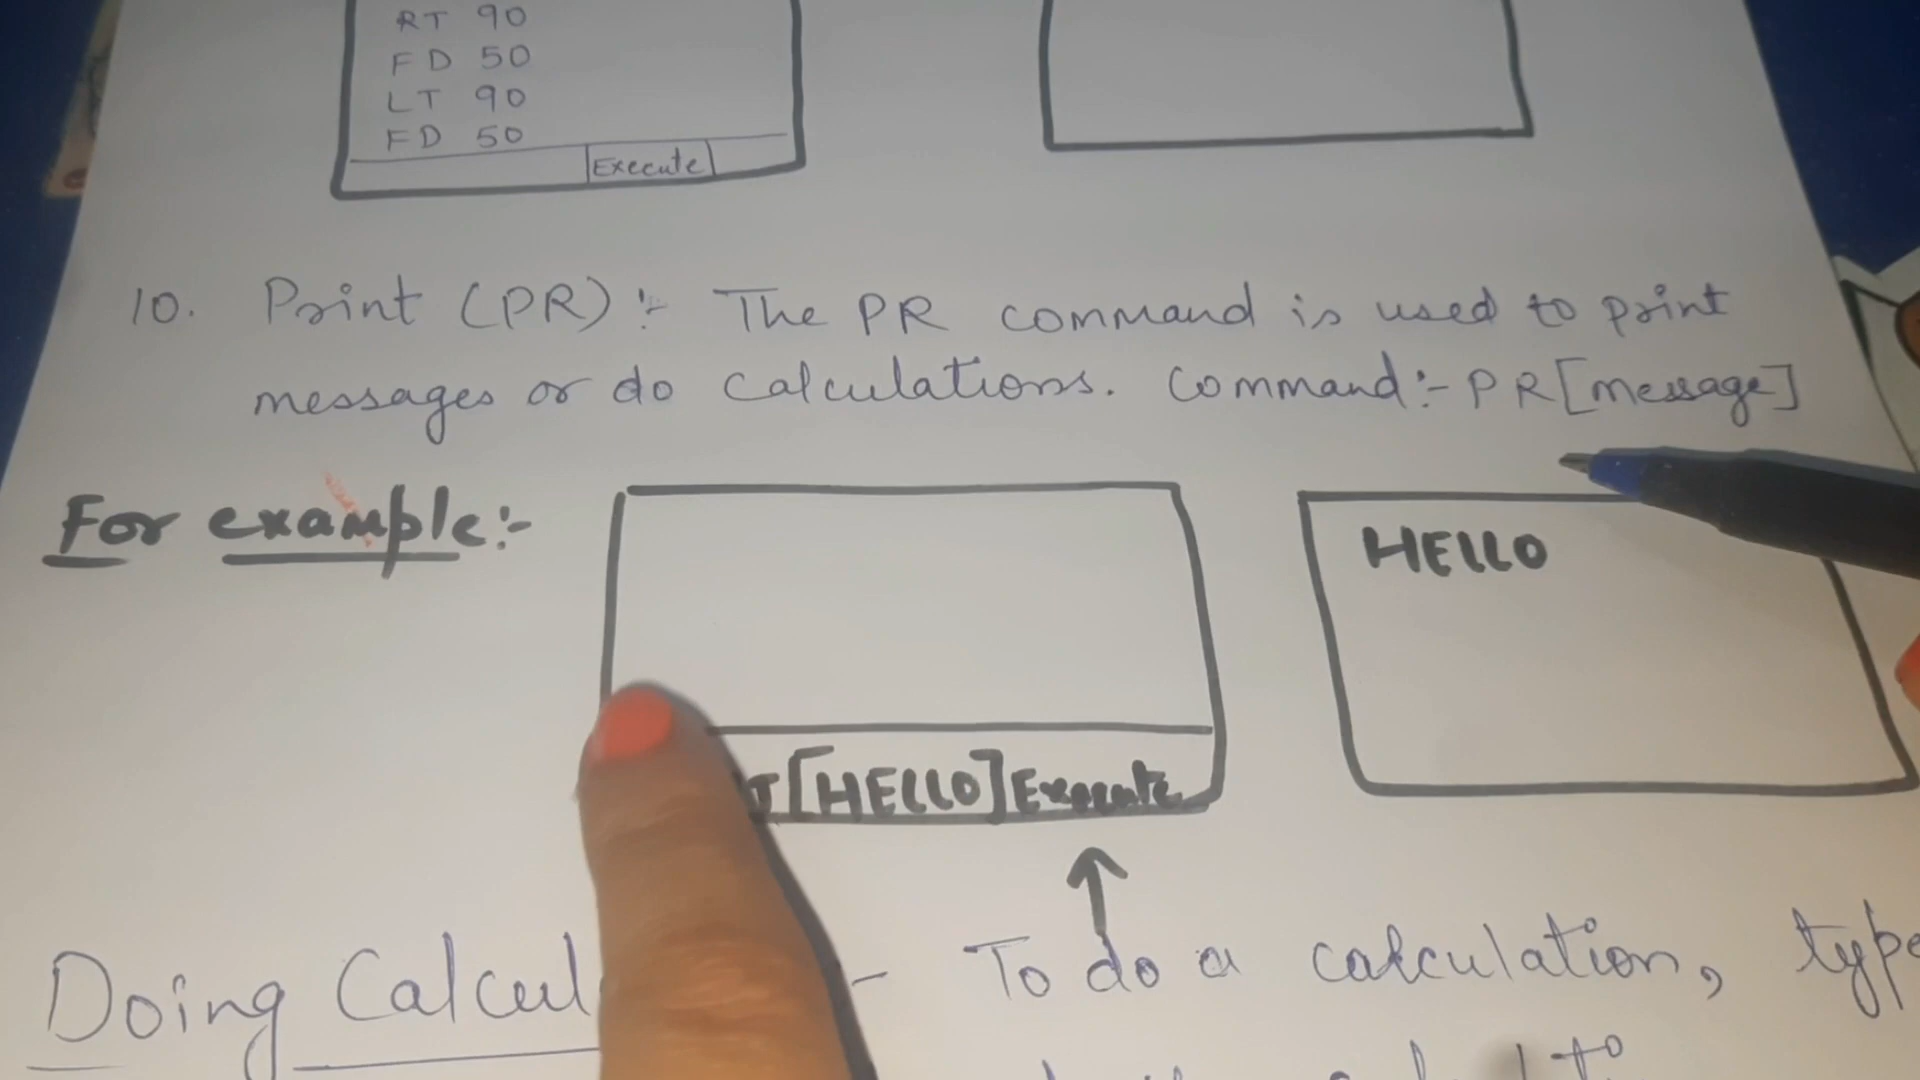 RT 90
FD 50
LT 90
FD 50
Execute
10. Print (PR) :- The PR command is used to print
messages or do calculations. Command:- PR[message]
For example:-
T[HELLO] Execute
HELLO
Doing Calcul - To do a calculation, type
to